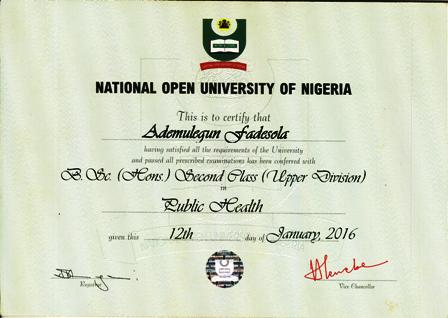 NATIONAL OPEN UNIVERSITY OF NIGERIA
This is to certify that
Ademulegun Fadesola
having satisfied all the requirements of the University
and passed all prescribed examinations has been conferred with
B. Sc. (Hons.) Second Class (Upper Division)
in
Public Health
given this 12th day of January, 2016
Registrar
Vice Chancellor